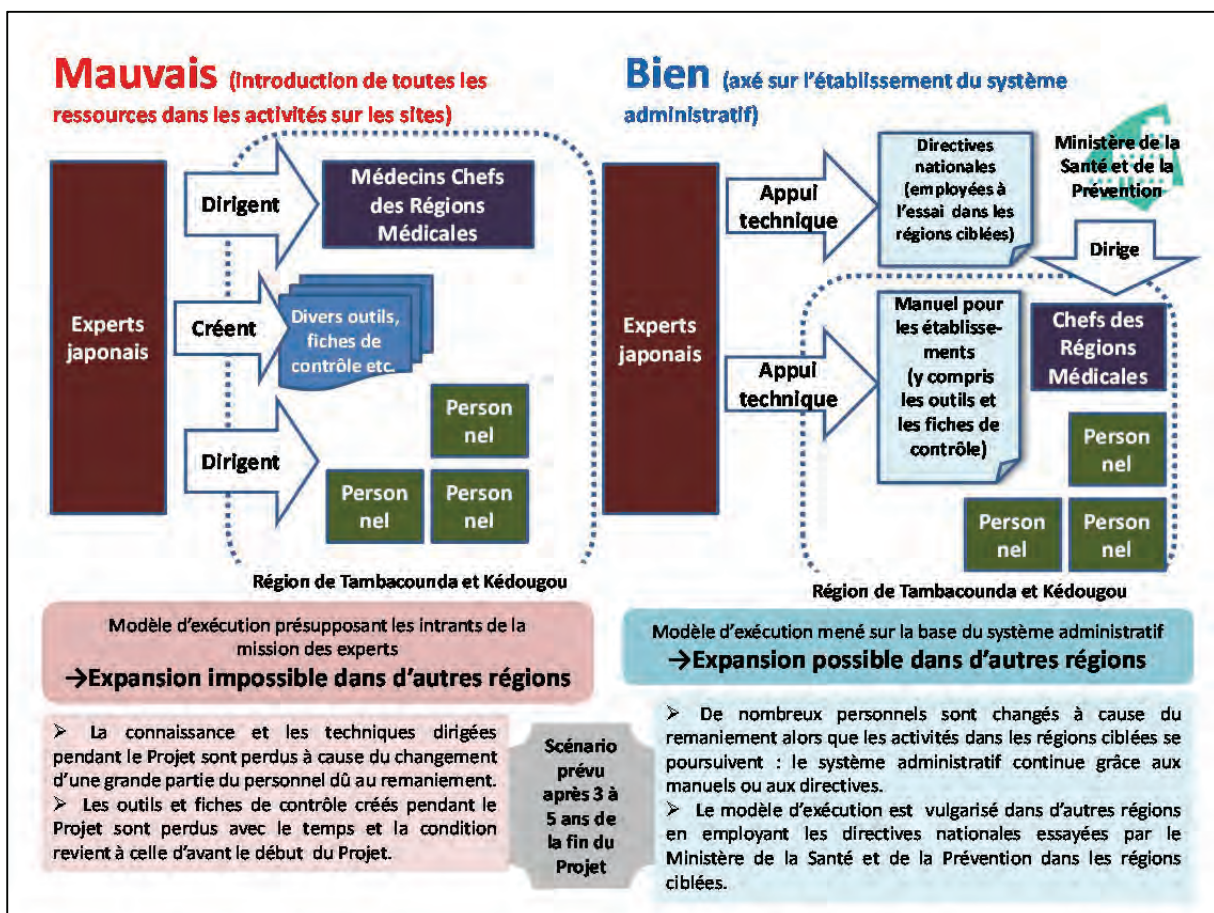 Mauvais (introduction de toutes les
ressources dans les activités sur les sites)
Experts
japonais
Dirigent
Médecins Chefs
des Régions
Médicales
Créent
Divers outils,
fiches de
contrôle etc.
Dirigent
Person
nel
Person
nel
Person
nel
Région de Tambacounda et Kédougou
Modèle d'exécution présupposant les intrants de la
mission des experts
→Expansion impossible dans d'autres régions
➢ La connaissance et les techniques dirigées
pendant le Projet sont perdus à cause du changement
d'une grande partie du personnel dû au remaniement.
➢ Les outils et fiches de contrôle créés pendant le
Projet sont perdus avec le temps et la condition
revient à celle d'avant le début du Projet.
Scénario
prévu
après 3 à
5 ans de
la fin du
Projet
Bien (axé sur l'établissement du système
administratif)
Experts
japonais
Appui
technique
Directives
nationales
(employées à
l'essai dans les
régions ciblées)
Ministère de la
Santé et de la
Prévention
Dirige
Appui
technique
Manuel pour
les établisse-
ments
(y compris
les outils et
les fiches de
contrôle)
Chefs des
Régions
Médicales
Person
nel
Person
nel
Person
nel
Région de Tambacounda et Kédougou
Modèle d'exécution mené sur la base du système administratif
→Expansion possible dans d'autres régions
➢ De nombreux personnels sont changés à cause du
remaniement alors que les activités dans les régions ciblées se
poursuivent : le système administratif continue grâce aux
manuels ou aux directives.
➢ Le modèle d'exécution est vulgarisé dans d'autres régions
en employant les directives nationales essayées par le
Ministère de la Santé et de la Prévention dans les régions
ciblées.